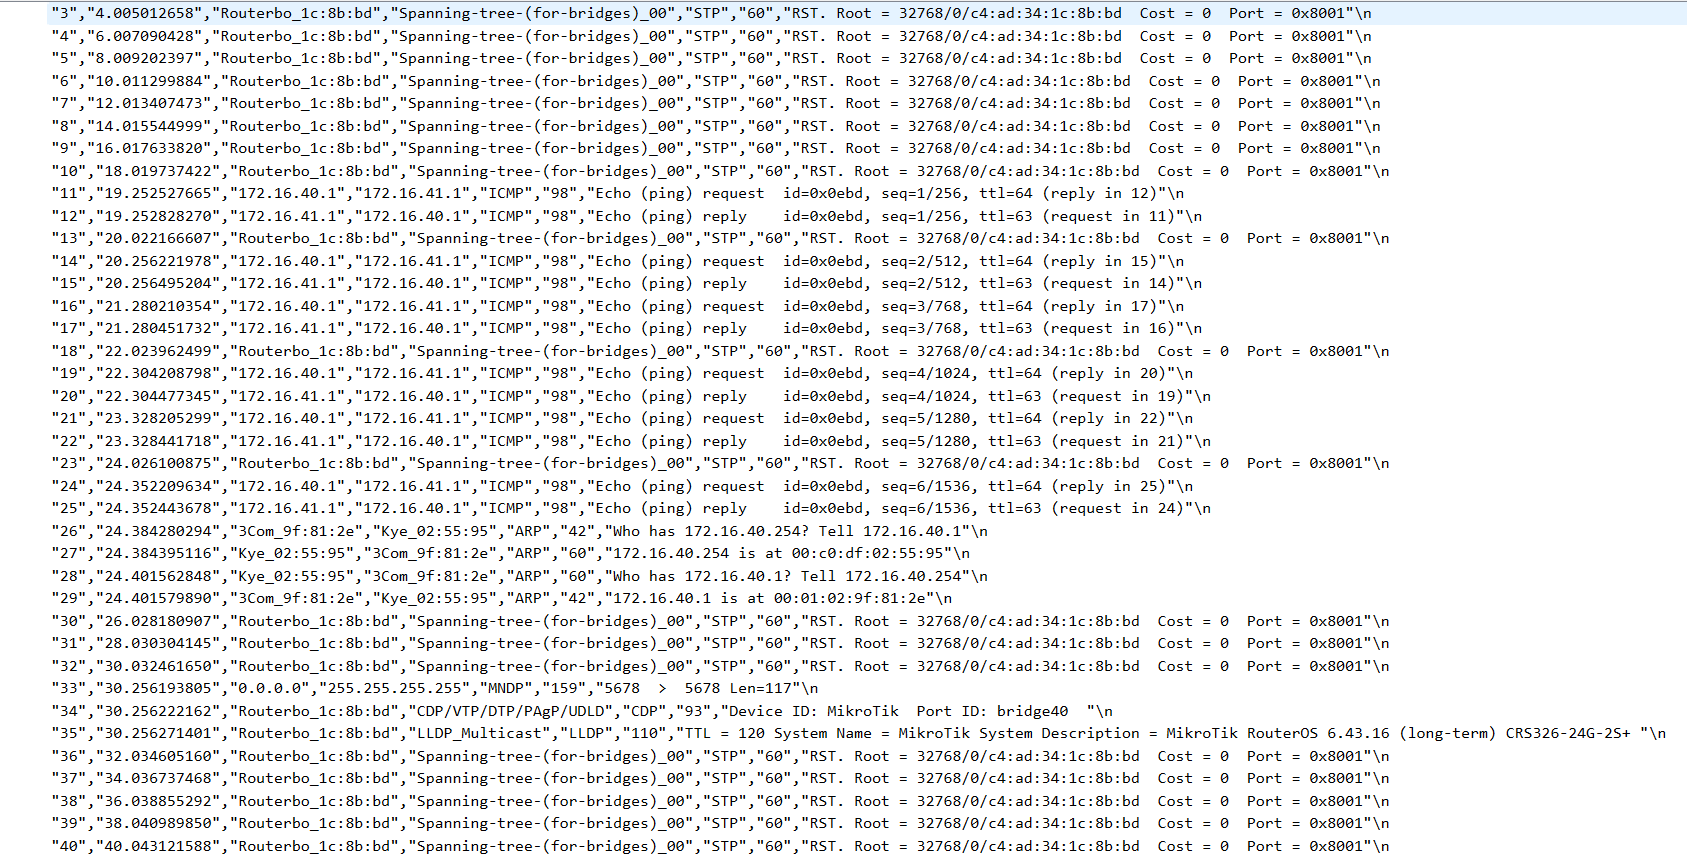 "3","4.005012658","Routerbo_1c:8b:bd","Spanning-tree-(for-bridges)_00","STP","60","RST. Root = 32768/0/c4:ad:34:1c:8b:bd  Cost = 0  Port = 0x8001"\n
"4","6.007090428","Routerbo_1c:8b:bd","Spanning-tree-(for-bridges)_00","STP","60","RST. Root = 32768/0/c4:ad:34:1c:8b:bd  Cost = 0  Port = 0x8001"\n
"5","8.009202397","Routerbo_1c:8b:bd","Spanning-tree-(for-bridges)_00","STP","60","RST. Root = 32768/0/c4:ad:34:1c:8b:bd  Cost = 0  Port = 0x8001"\n
"6","10.011299884","Routerbo_1c:8b:bd","Spanning-tree-(for-bridges)_00","STP","60","RST. Root = 32768/0/c4:ad:34:1c:8b:bd  Cost = 0  Port = 0x8001"\n
"7","12.013407473","Routerbo_1c:8b:bd","Spanning-tree-(for-bridges)_00","STP","60","RST. Root = 32768/0/c4:ad:34:1c:8b:bd  Cost = 0  Port = 0x8001"\n
"8","14.015544999","Routerbo_1c:8b:bd","Spanning-tree-(for-bridges)_00","STP","60","RST. Root = 32768/0/c4:ad:34:1c:8b:bd  Cost = 0  Port = 0x8001"\n
"9","16.017633820","Routerbo_1c:8b:bd","Spanning-tree-(for-bridges)_00","STP","60","RST. Root = 32768/0/c4:ad:34:1c:8b:bd  Cost = 0  Port = 0x8001"\n
"10","18.019737422","Routerbo_1c:8b:bd","Spanning-tree-(for-bridges)_00","STP","60","RST. Root = 32768/0/c4:ad:34:1c:8b:bd  Cost = 0  Port = 0x8001"\n
"11","19.252527665","172.16.40.1","172.16.41.1","ICMP","98","Echo (ping) request  id=0x0ebd, seq=1/256, ttl=64 (reply in 12)"\n
"12","19.252828270","172.16.41.1","172.16.40.1","ICMP","98","Echo (ping) reply    id=0x0ebd, seq=1/256, ttl=63 (request in 11)"\n
"13","20.022166607","Routerbo_1c:8b:bd","Spanning-tree-(for-bridges)_00","STP","60","RST. Root = 32768/0/c4:ad:34:1c:8b:bd  Cost = 0  Port = 0x8001"\n
"14","20.256221978","172.16.40.1","172.16.41.1","ICMP","98","Echo (ping) request  id=0x0ebd, seq=2/512, ttl=64 (reply in 15)"\n
"15","20.256495204","172.16.41.1","172.16.40.1","ICMP","98","Echo (ping) reply    id=0x0ebd, seq=2/512, ttl=63 (request in 14)"\n
"16","21.280210354","172.16.40.1","172.16.41.1","ICMP","98","Echo (ping) request  id=0x0ebd, seq=3/768, ttl=64 (reply in 17)"\n
"17","21.280451732","172.16.41.1","172.16.40.1","ICMP","98","Echo (ping) reply    id=0x0ebd, seq=3/768, ttl=63 (request in 16)"\n
"18","22.023962499","Routerbo_1c:8b:bd","Spanning-tree-(for-bridges)_00","STP","60","RST. Root = 32768/0/c4:ad:34:1c:8b:bd  Cost = 0  Port = 0x8001"\n
"19","22.304208798","172.16.40.1","172.16.41.1","ICMP","98","Echo (ping) request  id=0x0ebd, seq=4/1024, ttl=64 (reply in 20)"\n
"20","22.304477345","172.16.41.1","172.16.40.1","ICMP","98","Echo (ping) reply    id=0x0ebd, seq=4/1024, ttl=63 (request in 19)"\n
"21","23.328205299","172.16.40.1","172.16.41.1","ICMP","98","Echo (ping) request  id=0x0ebd, seq=5/1280, ttl=64 (reply in 22)"\n
"22","23.328441718","172.16.41.1","172.16.40.1","ICMP","98","Echo (ping) reply    id=0x0ebd, seq=5/1280, ttl=63 (request in 21)"\n
"23","24.026100875","Routerbo_1c:8b:bd","Spanning-tree-(for-bridges)_00","STP","60","RST. Root = 32768/0/c4:ad:34:1c:8b:bd  Cost = 0  Port = 0x8001"\n
"24","24.352209634","172.16.40.1","172.16.41.1","ICMP","98","Echo (ping) request  id=0x0ebd, seq=6/1536, ttl=64 (reply in 25)"\n
"25","24.352443678","172.16.41.1","172.16.40.1","ICMP","98","Echo (ping) reply    id=0x0ebd, seq=6/1536, ttl=63 (request in 24)"\n
"26","24.384280294","3Com_9f:81:2e","Kye_02:55:95","ARP","42","Who has 172.16.40.254? Tell 172.16.40.1"\n
"27","24.384395116","Kye_02:55:95","3Com_9f:81:2e","ARP","60","172.16.40.254 is at 00:c0:df:02:55:95"\n
"28","24.401562848","Kye_02:55:95","3Com_9f:81:2e","ARP","60","Who has 172.16.40.1? Tell 172.16.40.254"\n
"29","24.401579890","3Com_9f:81:2e","Kye_02:55:95","ARP","42","172.16.40.1 is at 00:01:02:9f:81:2e"\n
"30","26.028180907","Routerbo_1c:8b:bd","Spanning-tree-(for-bridges)_00","STP","60","RST. Root = 32768/0/c4:ad:34:1c:8b:bd  Cost = 0  Port = 0x8001"\n
"31","28.030304145","Routerbo_1c:8b:bd","Spanning-tree-(for-bridges)_00","STP","60","RST. Root = 32768/0/c4:ad:34:1c:8b:bd  Cost = 0  Port = 0x8001"\n
"32","30.032461650","Routerbo_1c:8b:bd","Spanning-tree-(for-bridges)_00","STP","60","RST. Root = 32768/0/c4:ad:34:1c:8b:bd  Cost = 0  Port = 0x8001"\n
"33","30.256193805","0.0.0.0","255.255.255.255","MNDP","159","5678  >  5678 Len=117"\n
"34","30.256222162","Routerbo_1c:8b:bd","CDP/VTP/DTP/PAgP/UDLD","CDP","93","Device ID: MikroTik  Port ID: bridge40  "\n
"35","30.256271401","Routerbo_1c:8b:bd","LLDP_Multicast","LLDP","110","TTL = 120 System Name = MikroTik System Description = MikroTik RouterOS 6.43.16 (long-term) CRS326-24G-2S+ "\n
"36","32.034605160","Routerbo_1c:8b:bd","Spanning-tree-(for-bridges)_00","STP","60","RST. Root = 32768/0/c4:ad:34:1c:8b:bd  Cost = 0  Port = 0x8001"\n
"37","34.036737468","Routerbo_1c:8b:bd","Spanning-tree-(for-bridges)_00","STP","60","RST. Root = 32768/0/c4:ad:34:1c:8b:bd  Cost = 0  Port = 0x8001"\n
"38","36.038855292","Routerbo_1c:8b:bd","Spanning-tree-(for-bridges)_00","STP","60","RST. Root = 32768/0/c4:ad:34:1c:8b:bd  Cost = 0  Port = 0x8001"\n
"39","38.040989850","Routerbo_1c:8b:bd","Spanning-tree-(for-bridges)_00","STP","60","RST. Root = 32768/0/c4:ad:34:1c:8b:bd  Cost = 0  Port = 0x8001"\n
"40","40.043121588","Routerbo_1c:8b:bd","Spanning-tree-(for-bridges)_00","STP","60","RST. Root = 32768/0/c4:ad:34:1c:8b:bd  Cost = 0  Port = 0x8001"\n